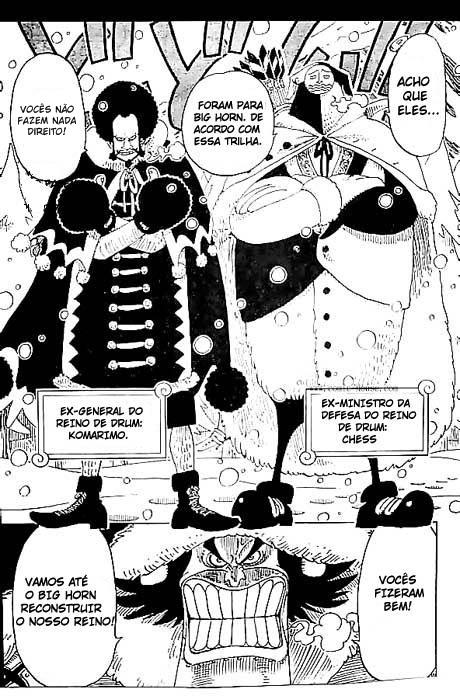 ACHO
QUE
ELES...
FORAM PARA
BIG HORN. DE
ACORDO COM
ESSA TRILHA.
VOCÊS NÃO
FAZEM NADA
DIREITO!
EX-MINISTRO DA
DEFESA DO REINO
DE DRUM:
CHESS
EX-GENERAL DO
REINO DE DRUM:
KOMARIMO.
VOCÊS
FIZERAM
BEM!
VAMOS ATÉ
O BIG HORN
RECONSTRUIR
O NOSSO REINO!